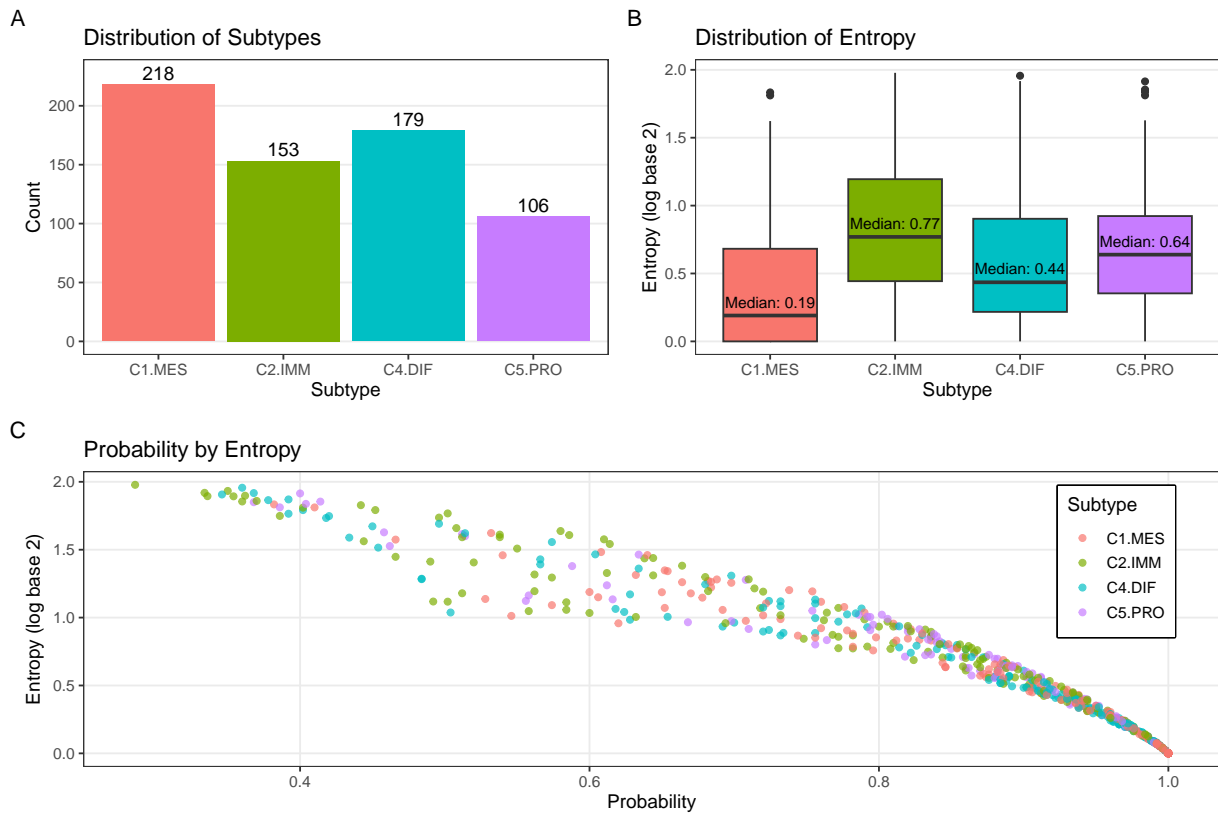 A
Distribution of Subtypes
218
153
179
106
200
150
100
50
0
Count
C1.MES
C2.IMM
C4.DIF
C5.PRO
Subtype
B
Distribution of Entropy
2.0
1.5
1.0
0.5
0.0
Entropy (log base 2)
Median: 0.19
Median: 0.77
Median: 0.44
Median: 0.64
C1.MES
C2.IMM
C4.DIF
C5.PRO
Subtype
C
Probability by Entropy
2.0
1.5
1.0
0.5
0.0
Entropy (log base 2)
0.4
0.6
0.8
1.0
Probability
Subtype
C1.MES
C2.IMM
C4.DIF
C5.PRO